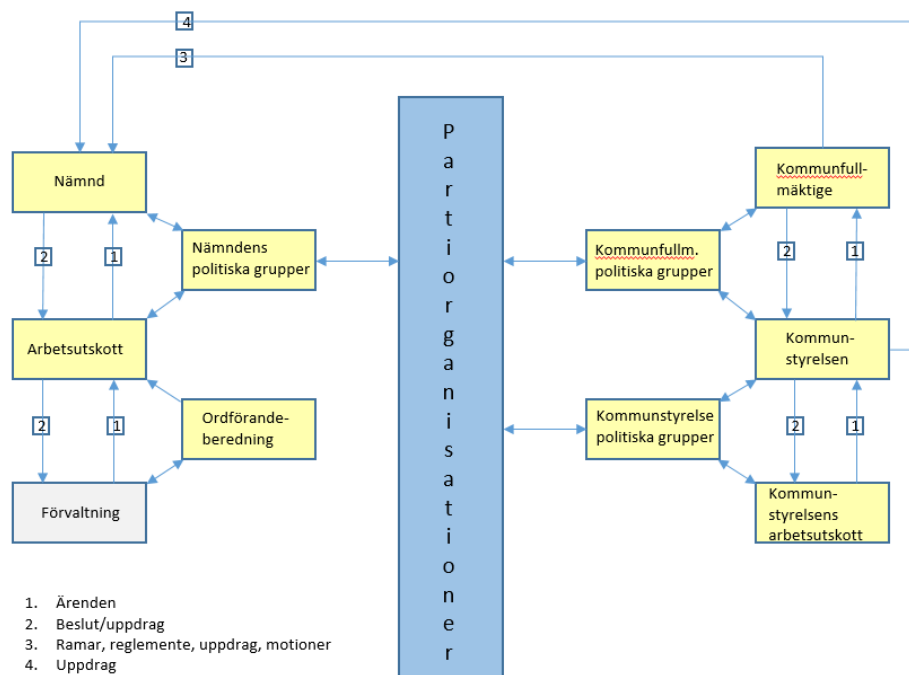 4
3
Nämnd
2
1
Nämndens
politiska grupper
Arbetsutskott
2
1
Ordförande-
beredning
Förvaltning
Partiorganisationer
Kommunfull-
mäktige
Kommunfullm.
politiska grupper
2
1
Kommun-
styrelsen
Kommunstyrelse
politiska grupper
2
1
Kommun-
styrelsens
arbetsutskott
1. Ärenden
2. Beslut/uppdrag
3. Ramar, reglemente, uppdrag, motioner
4. Uppdrag